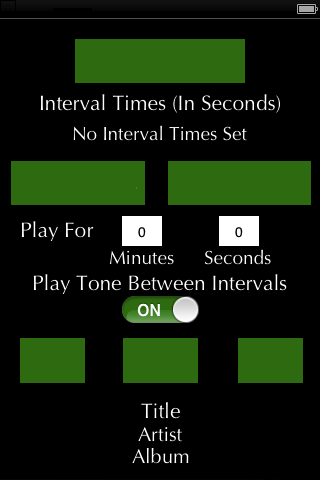 Interval Times (In Seconds)
No Interval Times Set
Play For
0
0
Minutes
Seconds
Play Tone Between Intervals
ON
Title
Artist
Album